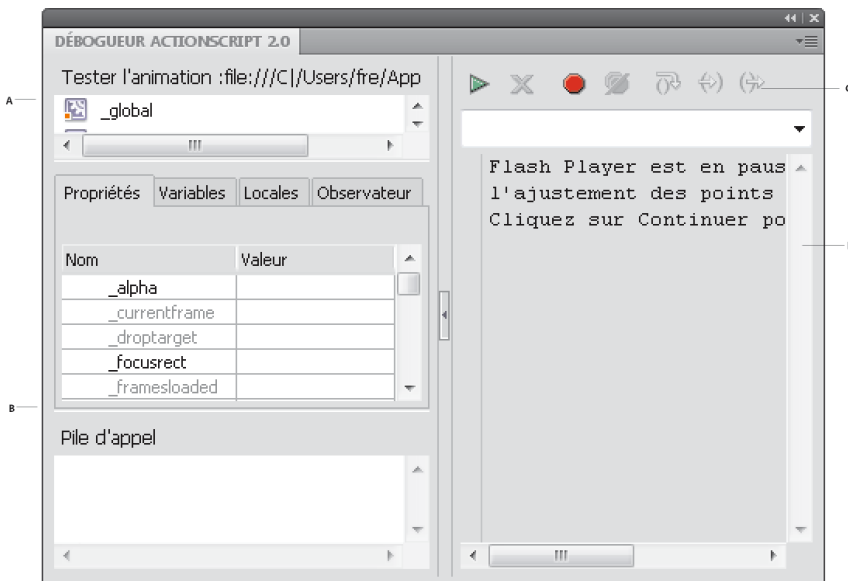 DÉBOGUEUR ACTIONSCRIPT 2.0
Tester l'animation :file:///C|/Users/fre/App
A
_global
Propriétés Variables Locales Observateur
Nom Valeur
_alpha
_currentframe
_droptarget
_focusrect
_framesloaded
B
Pile d'appel
Flash Player est en paus
l'ajustement des points
Cliquez sur Continuer po